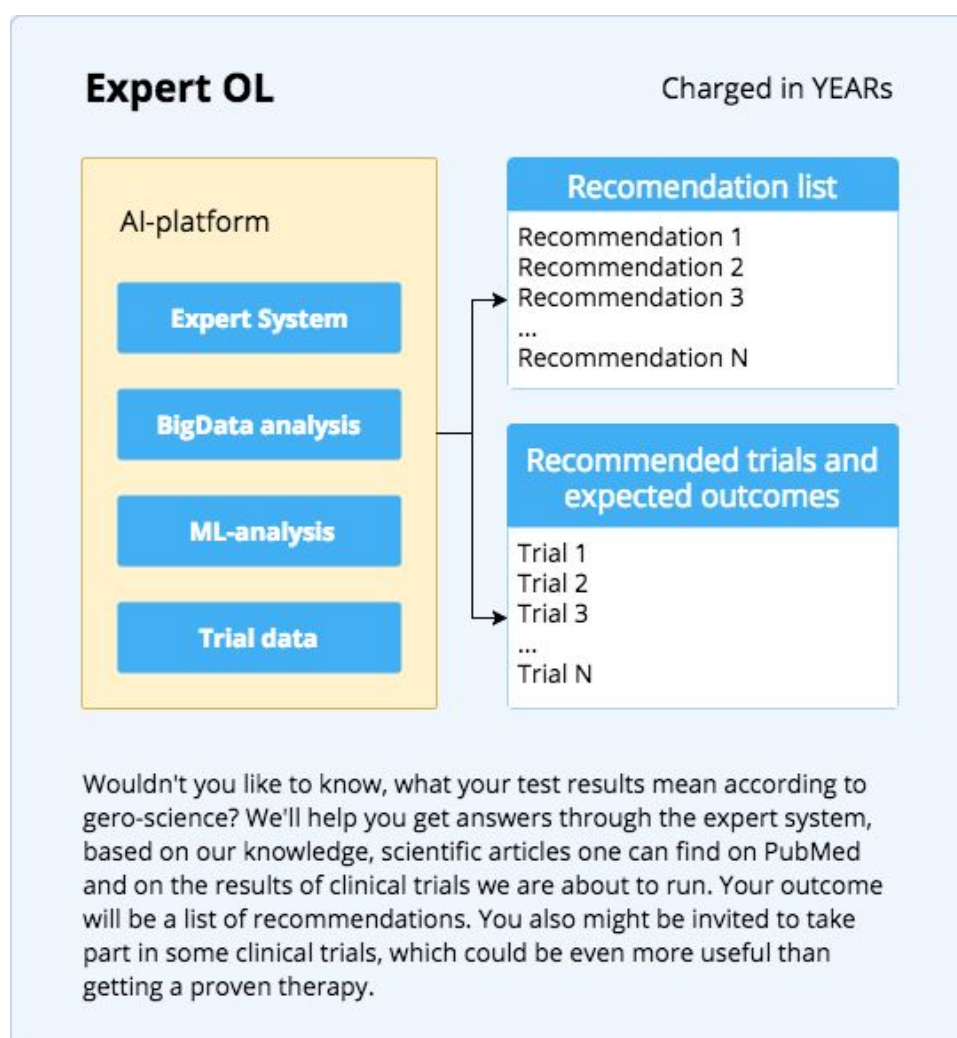 Expert OL
Charged in YEARs
AI-platform
Expert System
BigData analysis
ML-analysis
Trial data
Recomendation list
Recommendation 1
Recommendation 2
Recommendation 3
...
Recommendation N
Recommended trials and
expected outcomes
Trial 1
Trial 2
Trial 3
...
Trial N
Wouldn't you like to know, what your test results mean according to
gero-science? We'll help you get answers through the expert system,
based on our knowledge, scientific articles one can find on PubMed
and on the results of clinical trials we are about to run. Your outcome
will be a list of recommendations. You also might be invited to take
part in some clinical trials, which could be even more useful than
getting a proven therapy.